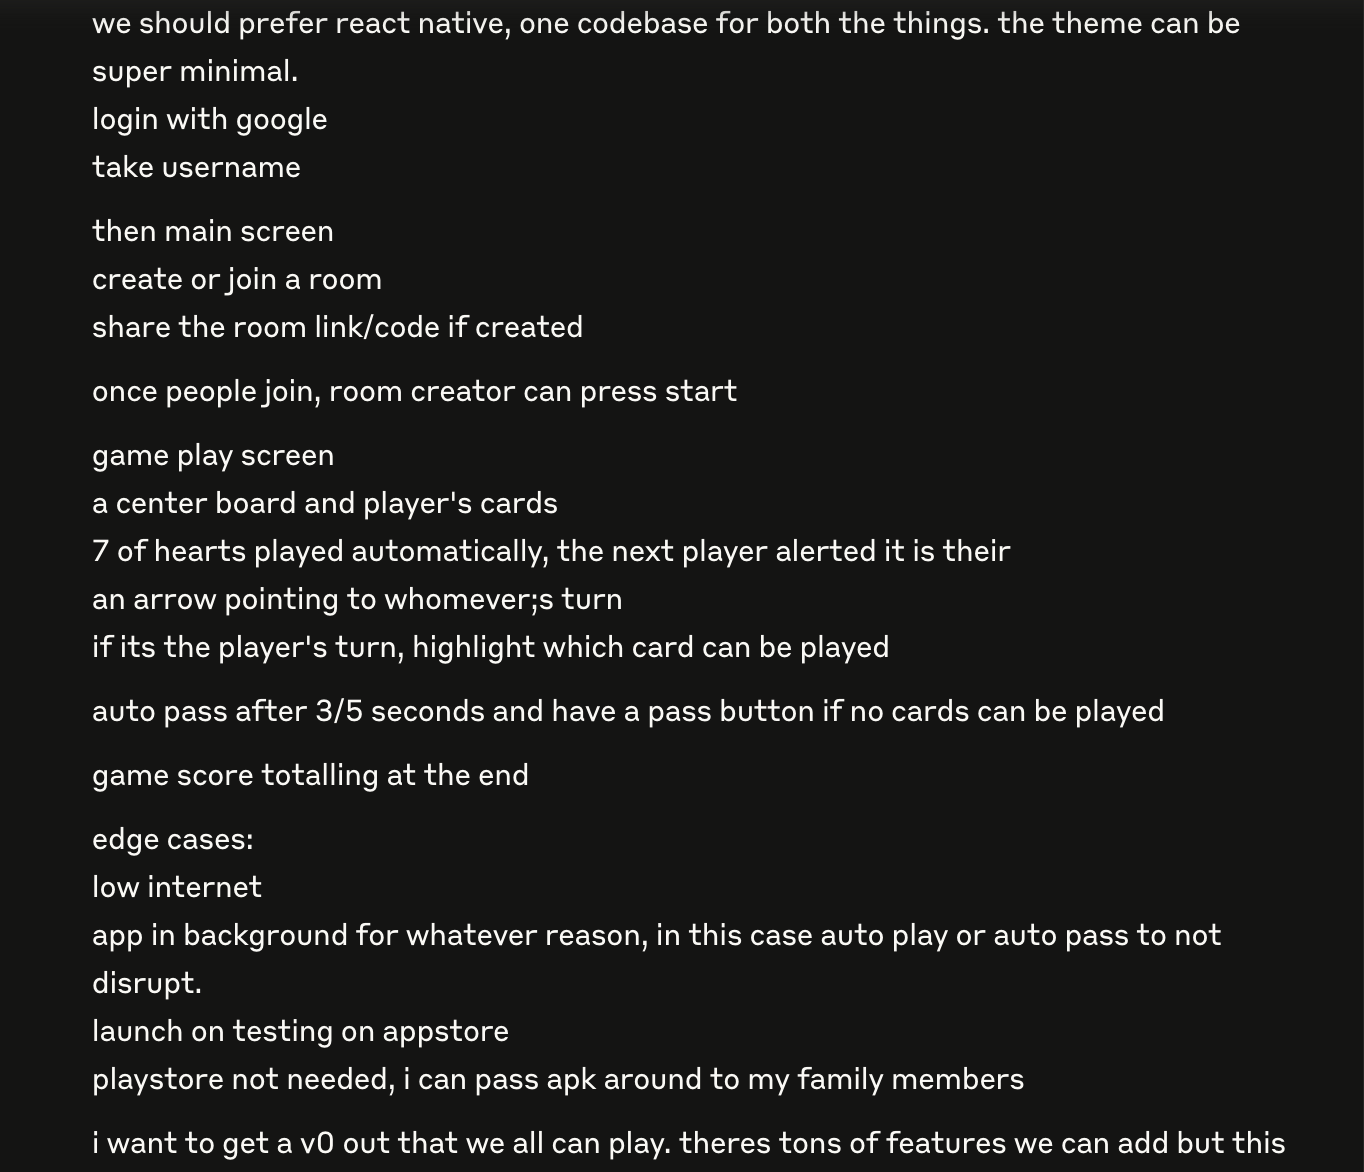 we should prefer react native, one codebase for both the things. the theme can be
super minimal.
login with google
take username
then main screen
create or join a room
share the room link/code if created
once people join, room creator can press start
game play screen
a center board and player's cards
7 of hearts played automatically, the next player alerted it is their
an arrow pointing to whomever;s turn
if its the player's turn, highlight which card can be played
auto pass after 3/5 seconds and have a pass button if no cards can be played
game score totalling at the end
edge cases:
low internet
app in background for whatever reason, in this case auto play or auto pass to not
disrupt.
launch on testing on appstore
playstore not needed, i can pass apk around to my family members
i want to get a v0 out that we all can play. theres tons of features we can add but this